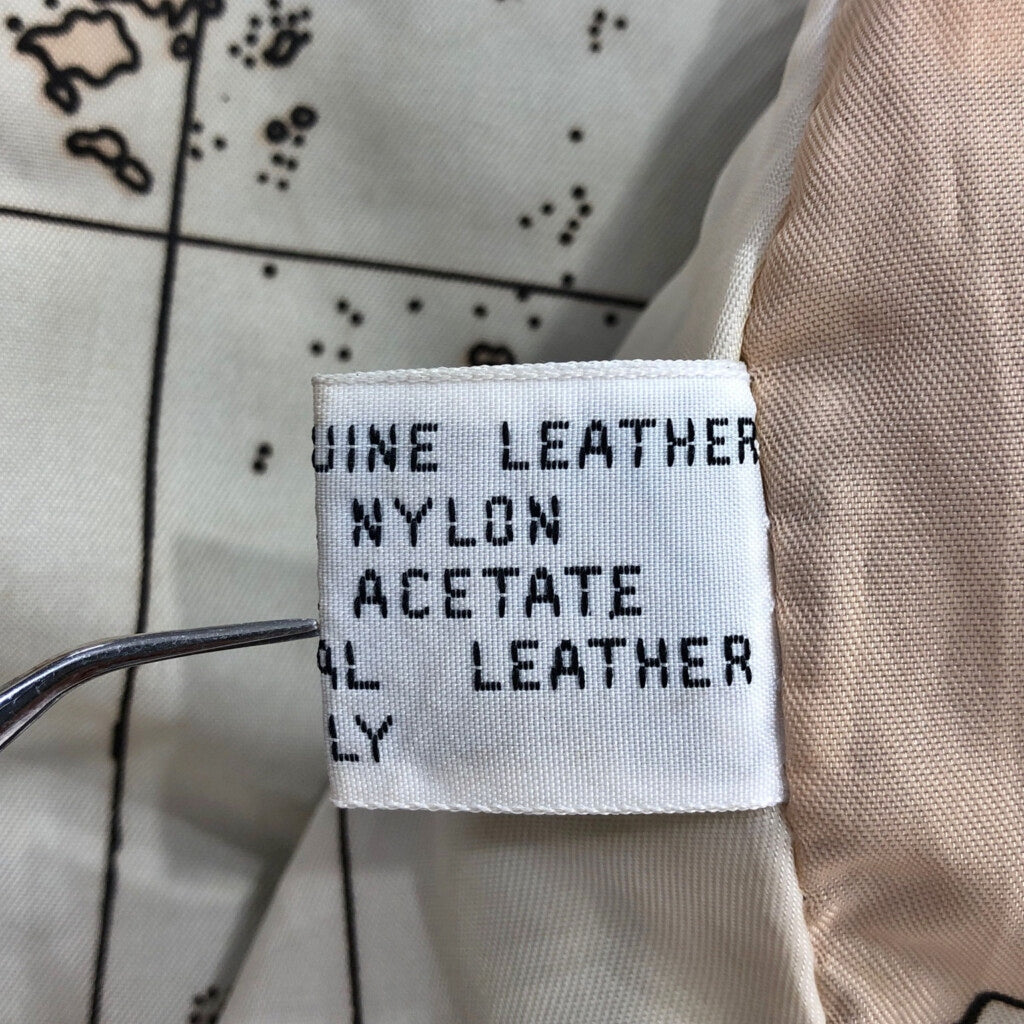 UINE LEATHER
NYLON
ACETATE
AL LEATHER
LY